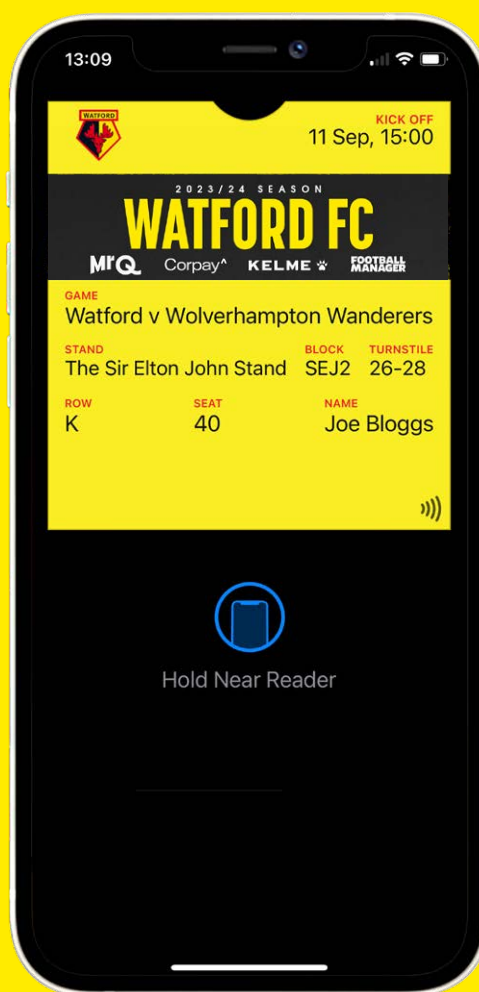 13:09
WATFORD
KICK OFF
11 Sep, 15:00
2023/24 SEASON
WATFORD FC
MrQ Corpay^ KELME FOOTBALL MANAGER
GAME
Watford v Wolverhampton Wanderers
STAND BLOCK TURNSTILE
The Sir Elton John Stand SEJ2 26-28
ROW SEAT NAME
K 40 Joe Bloggs
Hold Near Reader